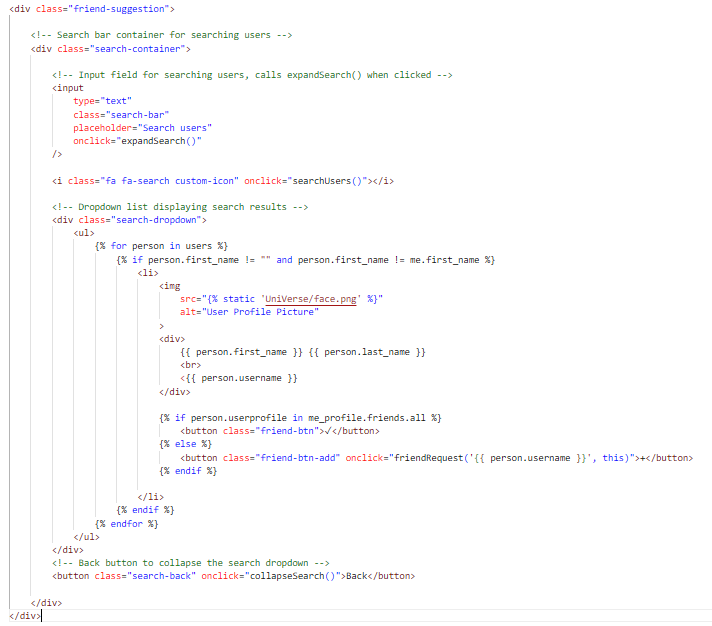 <div class="friend-suggestion">
<!-- Search bar container for searching users -->
<div class="search-container">
<!-- Input field for searching users, calls expandSearch() when clicked -->
<input
type="text"
class="search-bar"
placeholder="Search users"
onclick="expandSearch()"
/>
<i class="fa fa-search custom-icon" onclick="searchUsers()"></i>
<!-- Dropdown list displaying search results -->
<div class="search-dropdown">
<ul>
{% for person in users %}
{% if person.first_name != "" and person.first_name != me.first_name %}
<li>
<img
src="{% static 'UniVerse/face.png' %}"
alt="User Profile Picture"
>
<div>
{{ person.first_name }} {{ person.last_name }}
<br>
<{{ person.username }}
</div>
{% if person.userprofile in me_profile.friends.all %}
<button class="friend-btn">√</button>
{% else %}
<button class="friend-btn-add" onclick="friendRequest('{{ person.username }}', this)">+</button>
{% endif %}
</li>
{% endif %}
{% endfor %}
</ul>
</div>
<!-- Back button to collapse the search dropdown -->
<button class="search-back" onclick="collapseSearch()">Back</button>
</div>
</div>